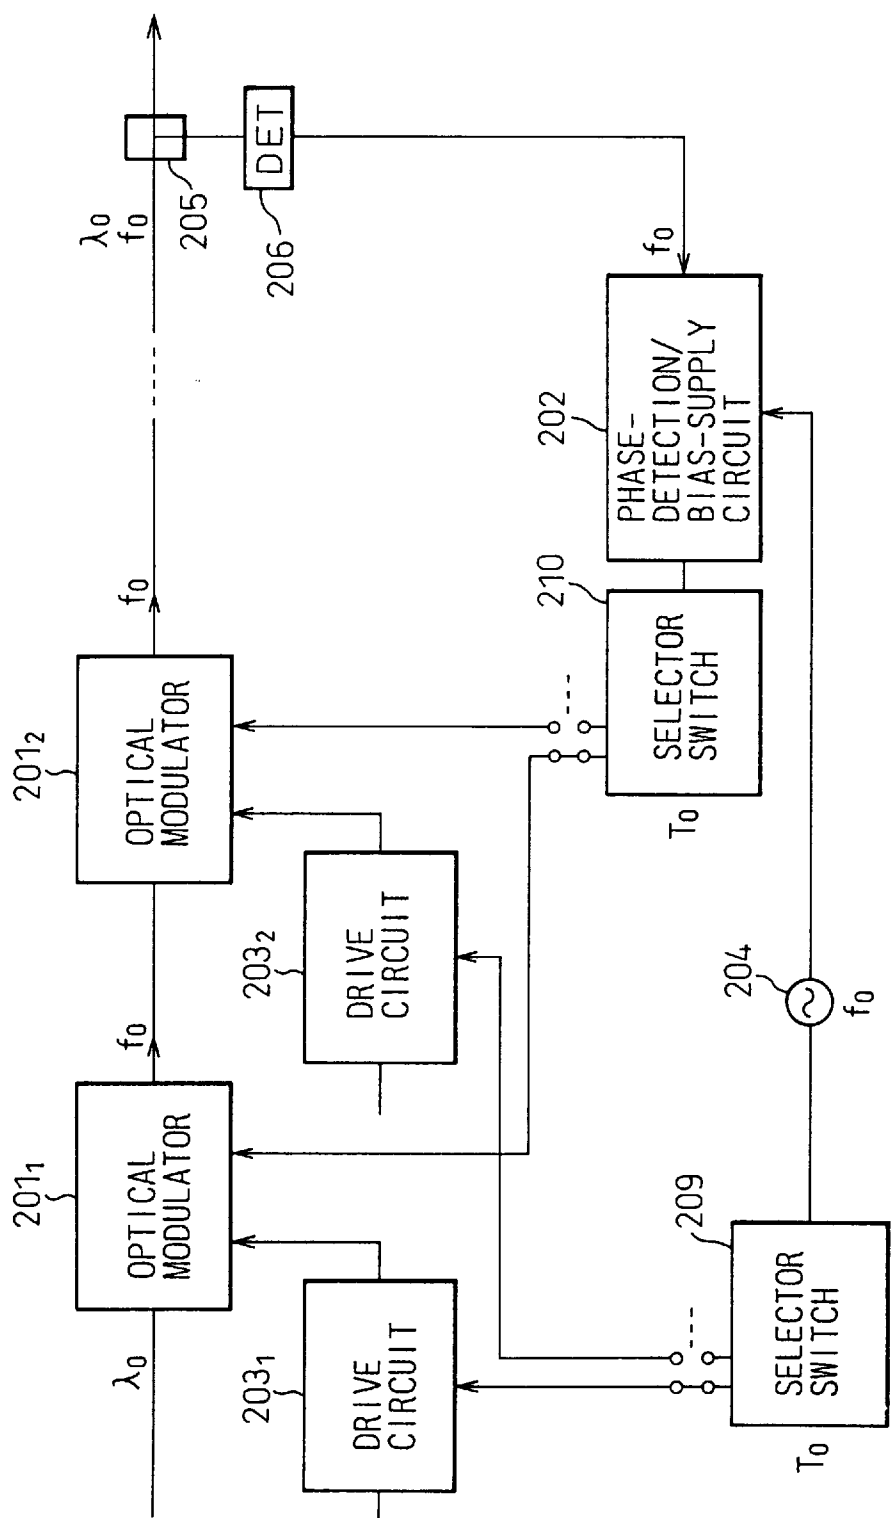 λ0
201₁
OPTICAL
MODULATOR
f0
201₂
OPTICAL
MODULATOR
f0
λ0
f0
205
DET
206
203₁
DRIVE
CIRCUIT
203₂
DRIVE
CIRCUIT
f0
202
PHASE-
DETECTION/
BIAS-SUPPLY
CIRCUIT
210
SELECTOR
SWITCH
T0
209
SELECTOR
SWITCH
T0
204
f0